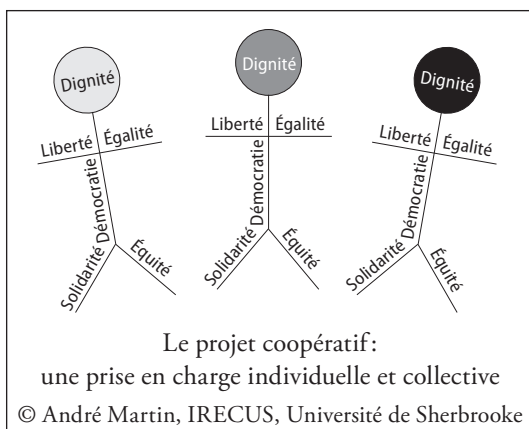 Dignité
Liberté Égalité
Démocratie
Solidarité
Équité
Dignité
Liberté Égalité
Démocratie
Solidarité
Équité
Dignité
Liberté Égalité
Démocratie
Solidarité
Équité
Le projet coopératif :
une prise en charge individuelle et collective
© André Martin, IRECUS, Université de Sherbrooke